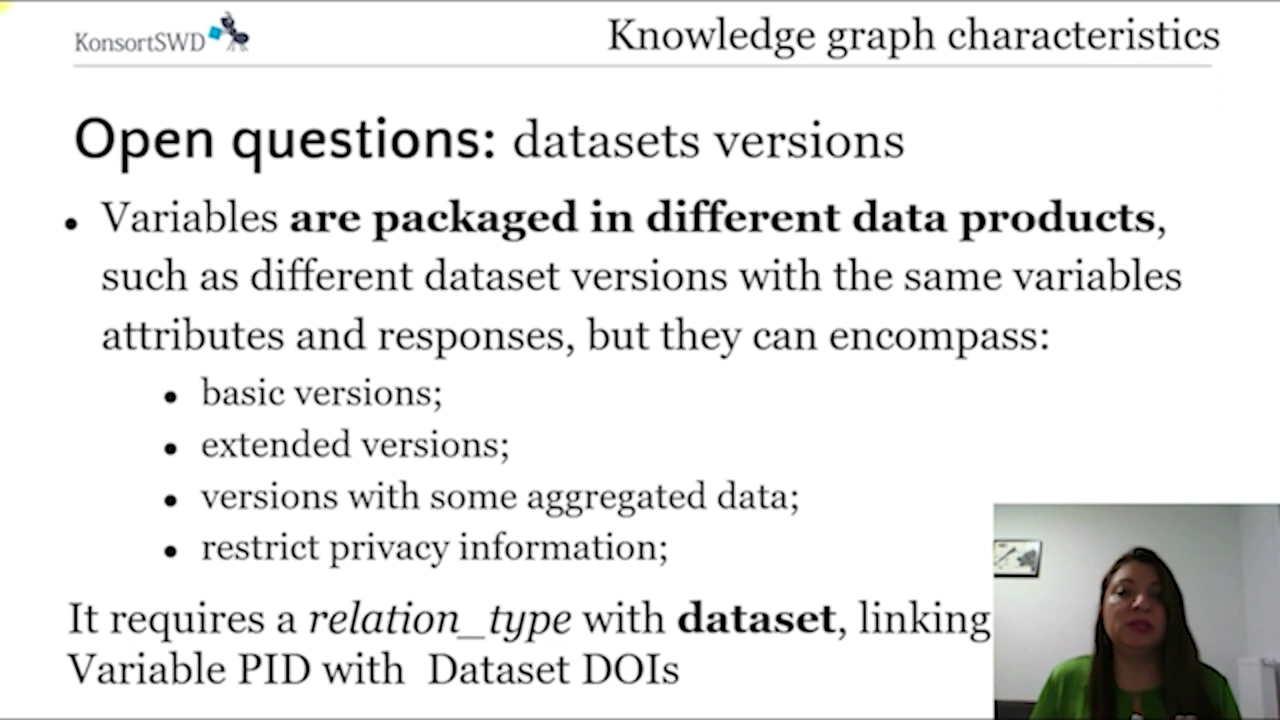 KonsortSWD
Knowledge graph characteristics
Open questions: datasets versions
• Variables are packaged in different data products,
such as different dataset versions with the same variables
attributes and responses, but they can encompass:
• basic versions;
• extended versions;
• versions with some aggregated data;
• restrict privacy information;
It requires a relation_type with dataset, linking
Variable PID with Dataset DOIs